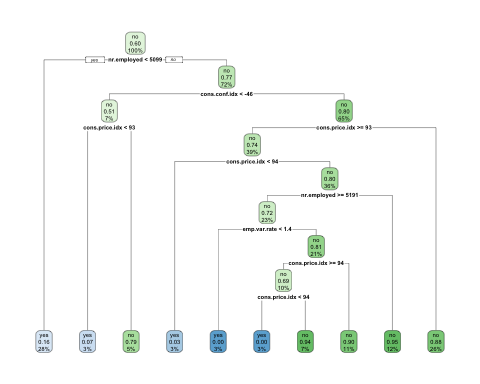 no
0.60
100%
yes
nr.employed < 5099
no
no
0.77
72%
cons.conf.idx < -46
no
0.51
7%
no
0.80
65%
cons.price.idx < 93
cons.price.idx >= 93
no
0.74
39%
cons.price.idx < 94
no
0.80
36%
nr.employed >= 5191
no
0.72
23%
emp.var.rate < 1.4
no
0.81
21%
cons.price.idx >= 94
no
0.69
10%
cons.price.idx < 94
yes
0.16
28%
yes
0.07
3%
no
0.79
5%
yes
0.03
3%
yes
0.00
3%
yes
0.00
3%
no
0.94
7%
no
0.90
11%
no
0.95
12%
no
0.88
26%